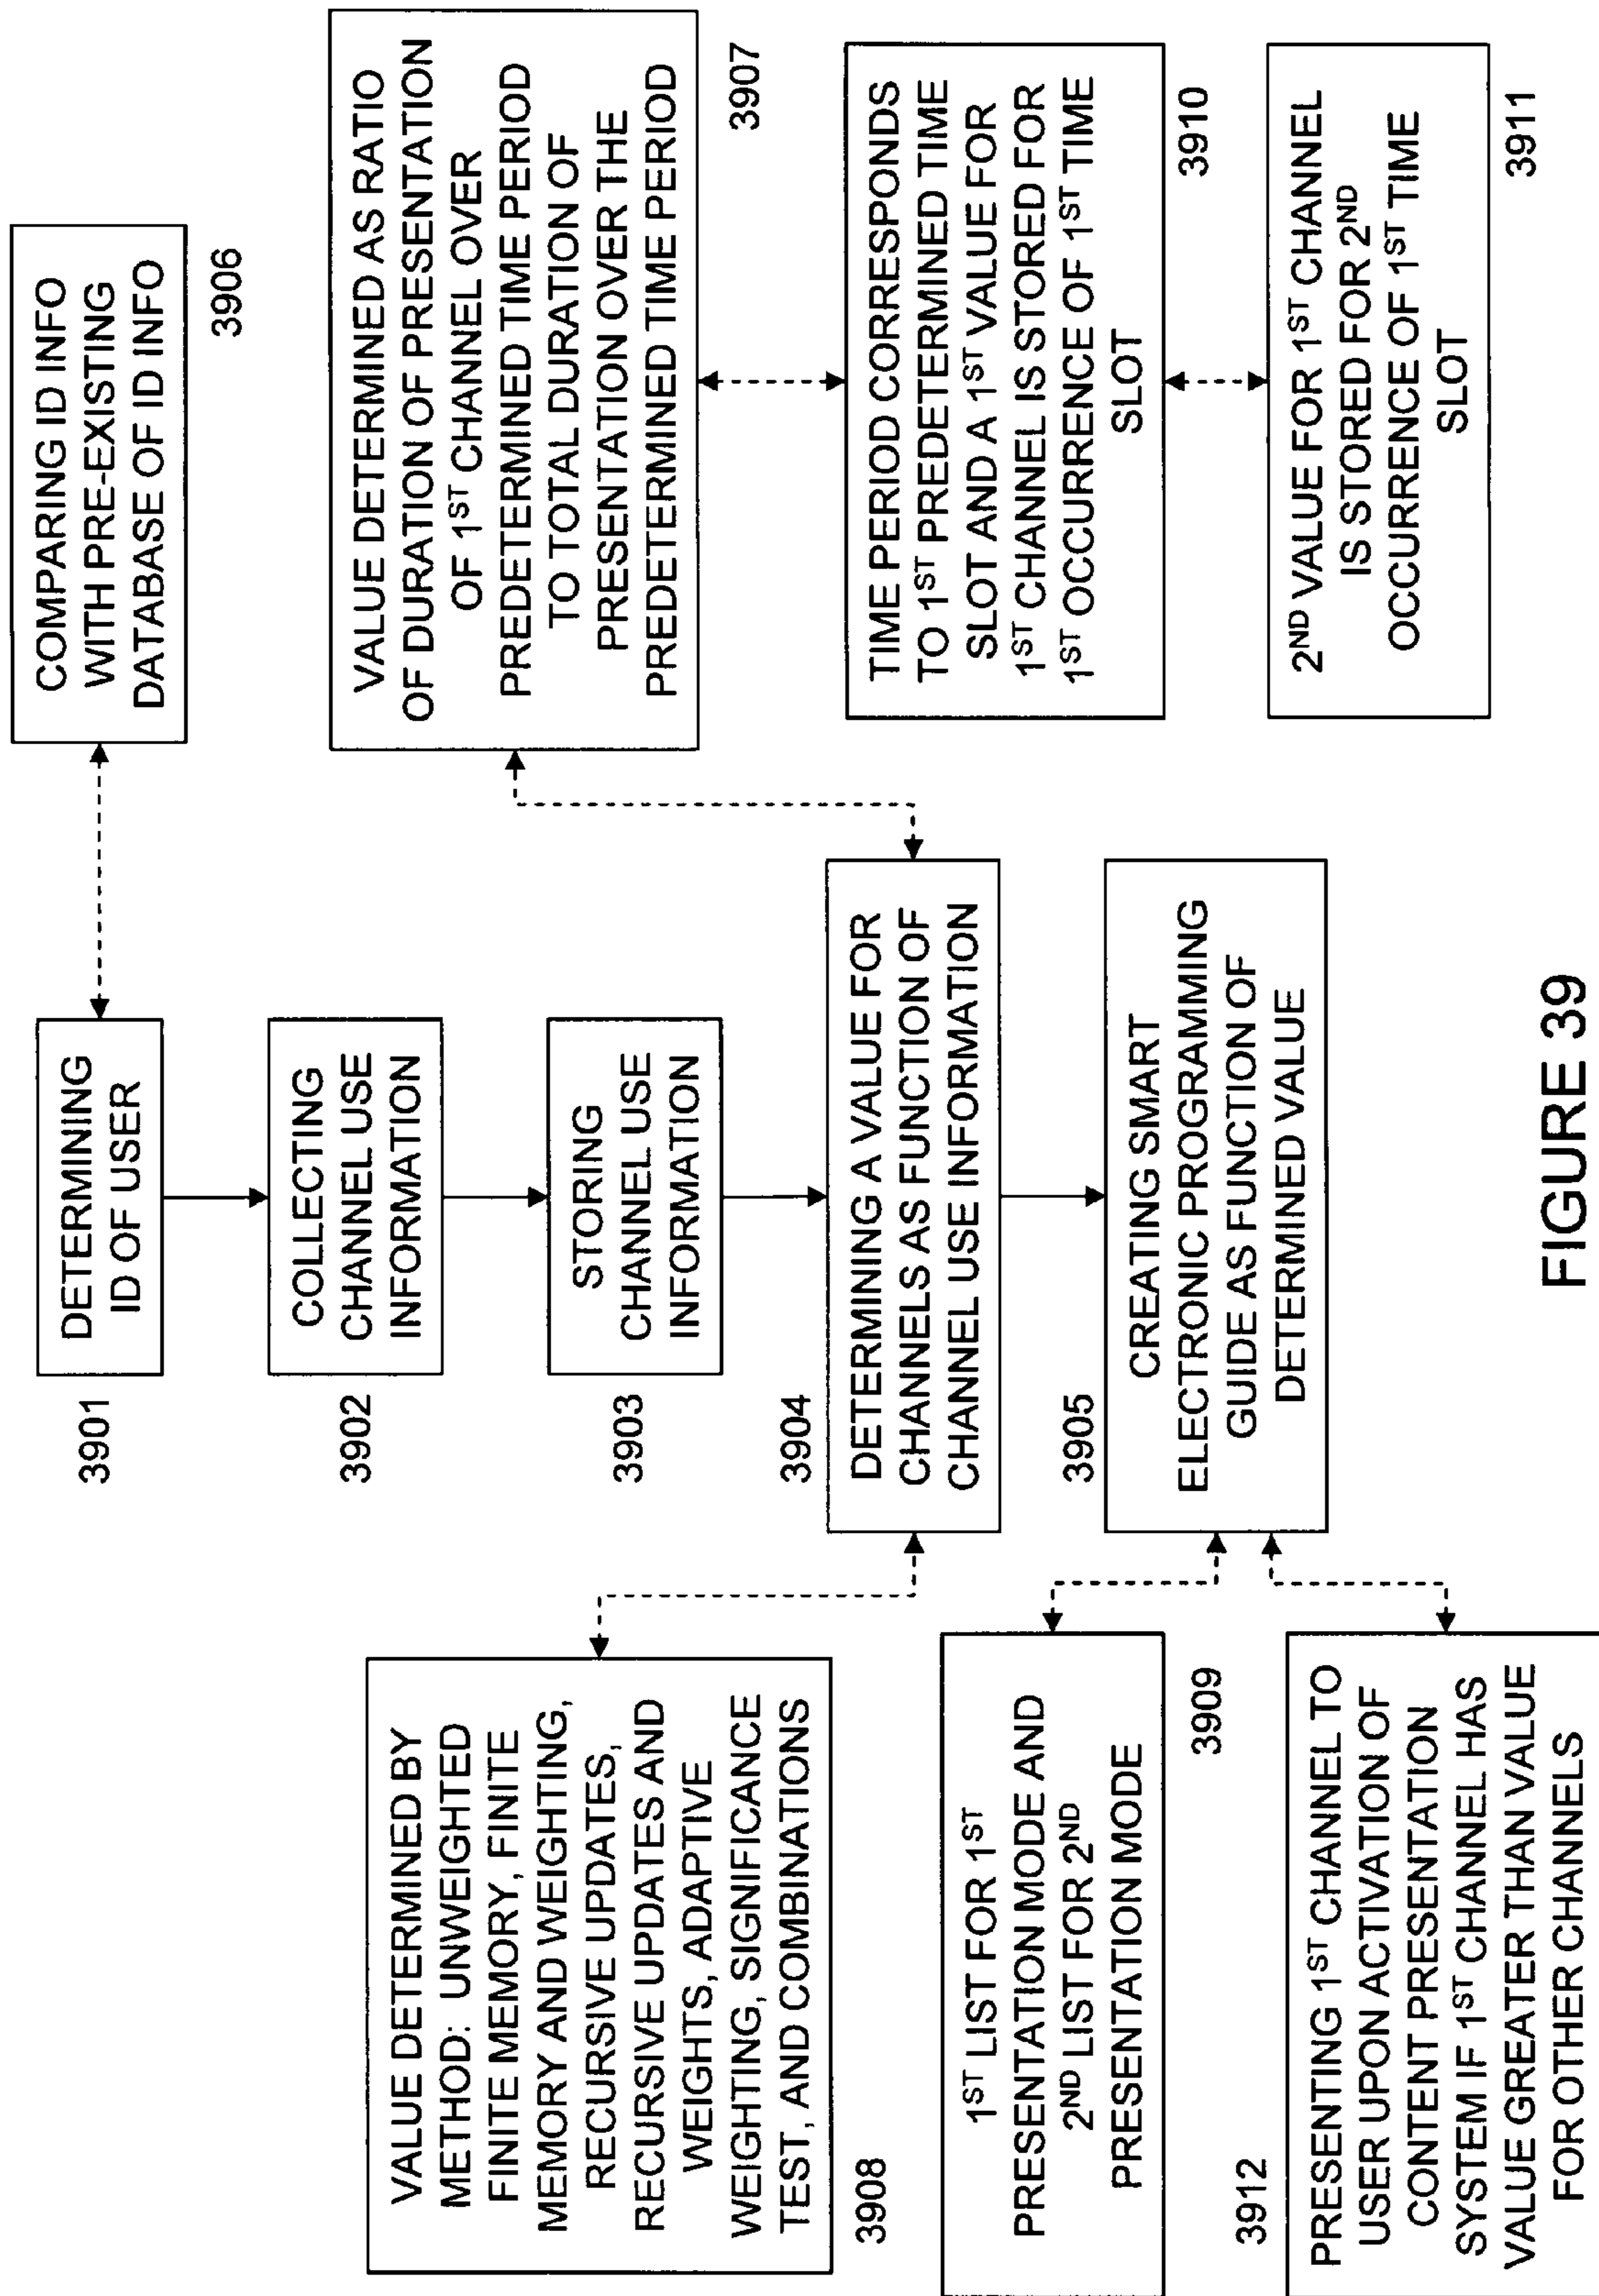 DETERMINING
ID OF USER
3901
COLLECTING
CHANNEL USE
INFORMATION
3902
STORING
CHANNEL USE
INFORMATION
3903
DETERMINING A VALUE FOR
CHANNELS AS FUNCTION OF
CHANNEL USE INFORMATION
3904
CREATING SMART
ELECTRONIC PROGRAMMING
GUIDE AS FUNCTION OF
DETERMINED VALUE
3905
COMPARING ID INFO
WITH PRE-EXISTING
DATABASE OF ID INFO
3906
VALUE DETERMINED AS RATIO
OF DURATION OF PRESENTATION
OF 1ST CHANNEL OVER
PREDETERMINED TIME PERIOD
TO TOTAL DURATION OF
PRESENTATION OVER THE
PREDETERMINED TIME PERIOD
3907
TIME PERIOD CORRESPONDS
TO 1ST PREDETERMINED TIME
SLOT AND A 1ST VALUE FOR
1ST CHANNEL IS STORED FOR
1ST OCCURRENCE OF 1ST TIME
SLOT
3910
2ND VALUE FOR 1ST CHANNEL
IS STORED FOR 2ND
OCCURRENCE OF 1ST TIME
SLOT
3911
VALUE DETERMINED BY
METHOD: UNWEIGHTED
FINITE MEMORY, FINITE
MEMORY AND WEIGHTING,
RECURSIVE UPDATES,
RECURSIVE UPDATES AND
WEIGHTS, ADAPTIVE
WEIGHTING, SIGNIFICANCE
TEST, AND COMBINATIONS
3908
1ST LIST FOR 1ST
PRESENTATION MODE AND
2ND LIST FOR 2ND
PRESENTATION MODE
3909
PRESENTING 1ST CHANNEL TO
USER UPON ACTIVATION OF
CONTENT PRESENTATION
SYSTEM IF 1ST CHANNEL HAS
VALUE GREATER THAN VALUE
FOR OTHER CHANNELS
3912
FIGURE 39